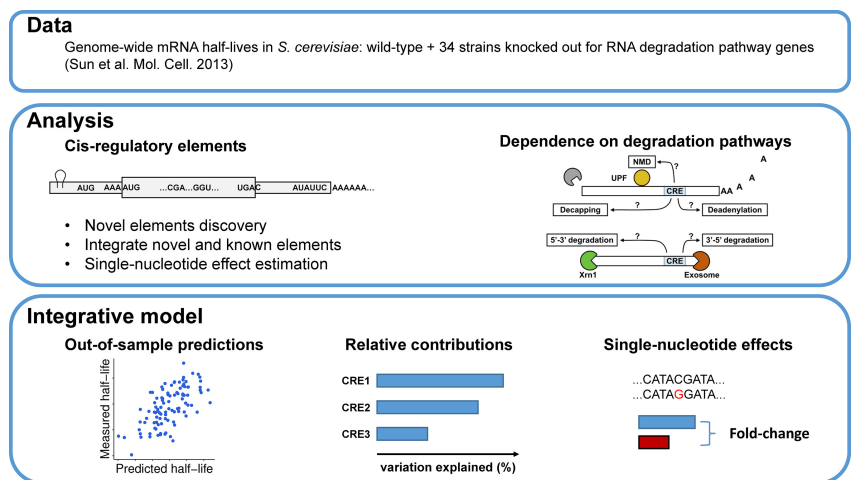 Data
Genome-wide mRNA half-lives in S. cerevisiae: wild-type + 34 strains knocked out for RNA degradation pathway genes
(Sun et al. Mol. Cell. 2013)
Analysis
Cis-regulatory elements
AUG AAAAUG ...CGA...GGU... UGAC AUAUUC AAAAAA...
• Novel elements discovery
• Integrate novel and known elements
• Single-nucleotide effect estimation
Dependence on degradation pathways
NMD
?
A
UPF
A
CRE
AA
A
Decapping
?
?
Deadenylation
5'-3' degradation
?
?
3'-5' degradation
CRE
Xrn1
Exosome
Integrative model
Out-of-sample predictions
Measured half−life
Predicted half−life
Relative contributions
CRE1
CRE2
CRE3
variation explained (%)
Single-nucleotide effects
...CATACGATA...
...CATAGGATA...
Fold-change